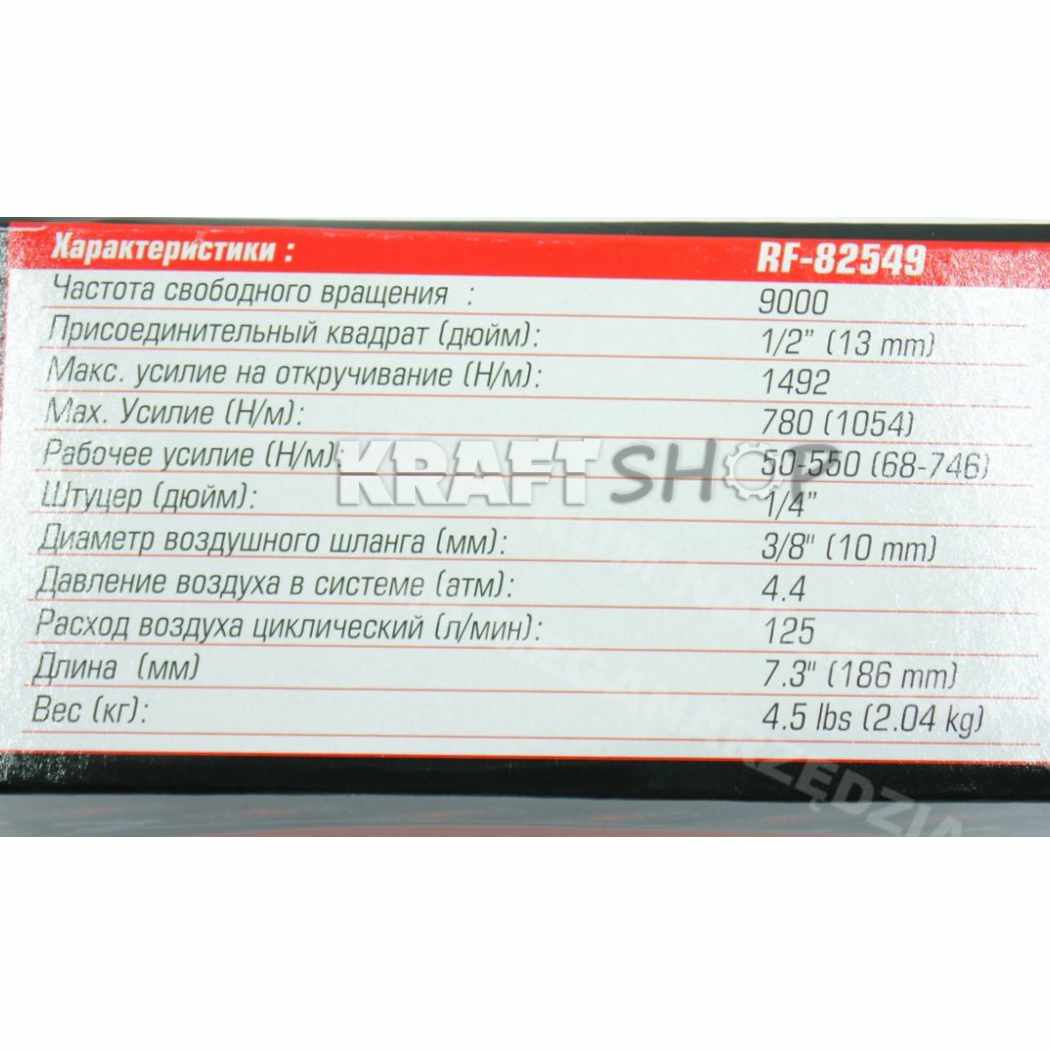 Характеристики : RF-82549
Частота свободного вращения : 9000
Присоединительный квадрат (дюйм): 1/2" (13 mm)
Макс. усилие на откручивание (Н/м): 1492
Мах. Усилие (Н/м): 780 (1054)
Рабочее усилие (Н/м): 50-550 (68-746)
KRAFT SHOP
Штуцер (дюйм): 1/4"
Диаметр воздушного шланга (мм): 3/8" (10 mm)
Давление воздуха в системе (атм): 4.4
Расход воздуха циклический (л/мин): 125
Длина (мм) 7.3" (186 mm)
Вес (кг): 4.5 lbs (2.04 kg)